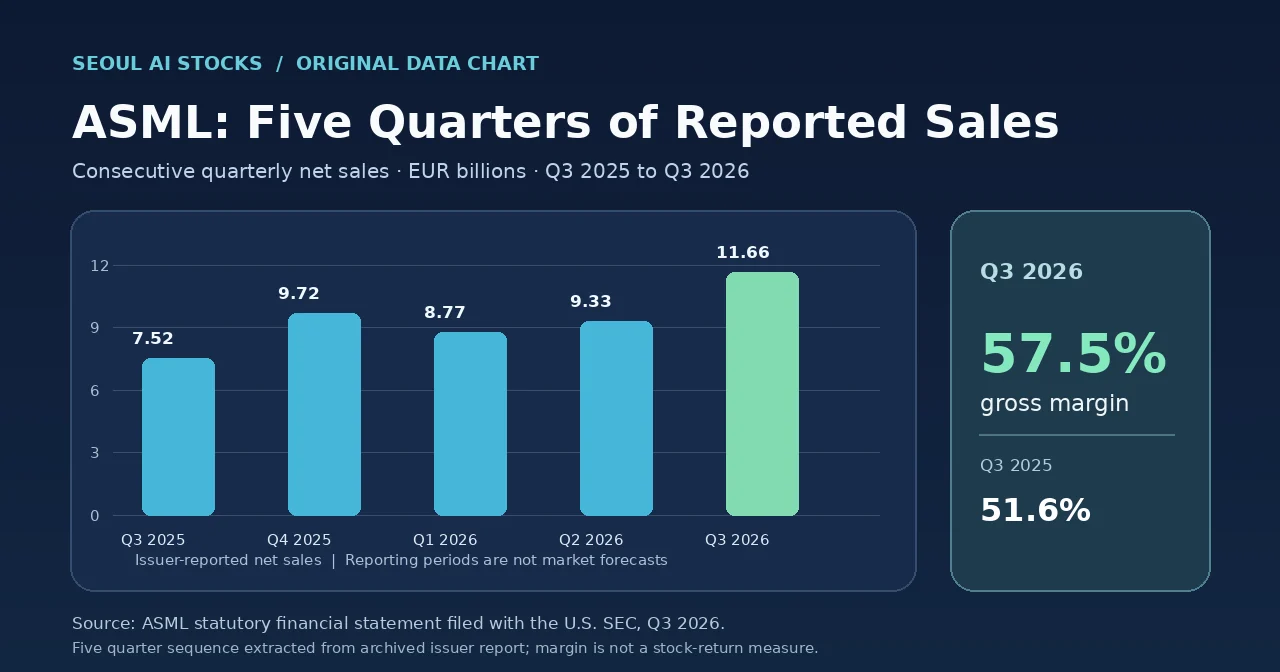 SEOUL AI STOCKS / ORIGINAL DATA CHART
ASML: Five Quarters of Reported Sales
Consecutive quarterly net sales · EUR billions · Q3 2025 to Q3 2026
12
9
6
3
0
7.52
9.72
8.77
9.33
11.66
Q3 2025
Q4 2025
Q1 2026
Q2 2026
Q3 2026
Issuer-reported net sales | Reporting periods are not market forecasts
Q3 2026
57.5%
gross margin
Q3 2025
51.6%
Source: ASML statutory financial statement filed with the U.S. SEC, Q3 2026.
Five quarter sequence extracted from archived issuer report; margin is not a stock-return measure.